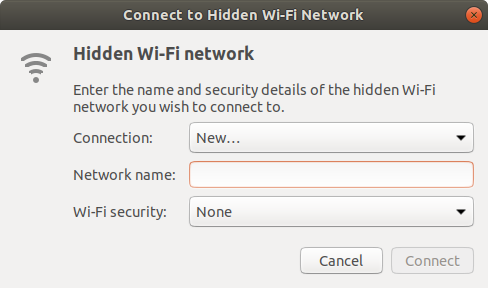 Connect to Hidden Wi-Fi Network
Hidden Wi-Fi network
Enter the name and security details of the hidden Wi-Fi
network you wish to connect to.
Connection: New...
Network name:
Wi-Fi security: None
Cancel Connect